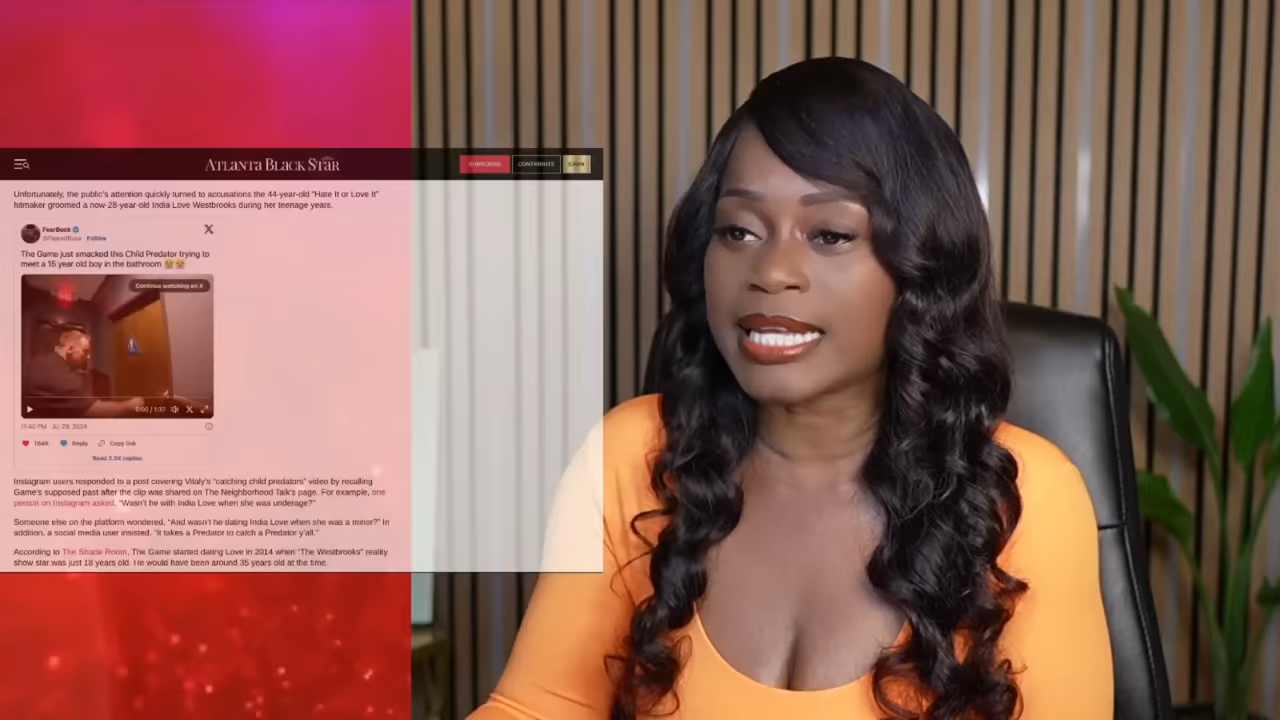 ATLANTA BLACK STAR
SUBSCRIBE
CONTRIBUTE
EARN
Unfortunately, the public's attention quickly turned to accusations the 44-year-old "Hate It or Love It"
hitmaker groomed a now-28-year-old India Love Westbrooks during her teenage years.
FearBuck
Follow
The Game just smacked this Child Predator trying to
meet a 15 year old boy in the bathroom
Continue watching on X
0:00 / 1:37
11:40 PM · Jul 29, 2024
Reply
Copy link
Read 2.5K replies
Instagram users responded to a post covering Vitaly's "catching child predators" video by recalling
Game's supposed past after the clip was shared on The Neighborhood Talk's page. For example, one
person on Instagram asked, "Wasn't he with India Love when she was underage?"
Someone else on the platform wondered, "And wasn't he dating India Love when she was a minor?" In
addition, a social media user insisted, "It takes a Predator to catch a Predator y'all."
According to The Shade Room, The Game started dating Love in 2014 when "The Westbrooks" reality
show star was just 18 years old. He would have been around 35 years old at the time.